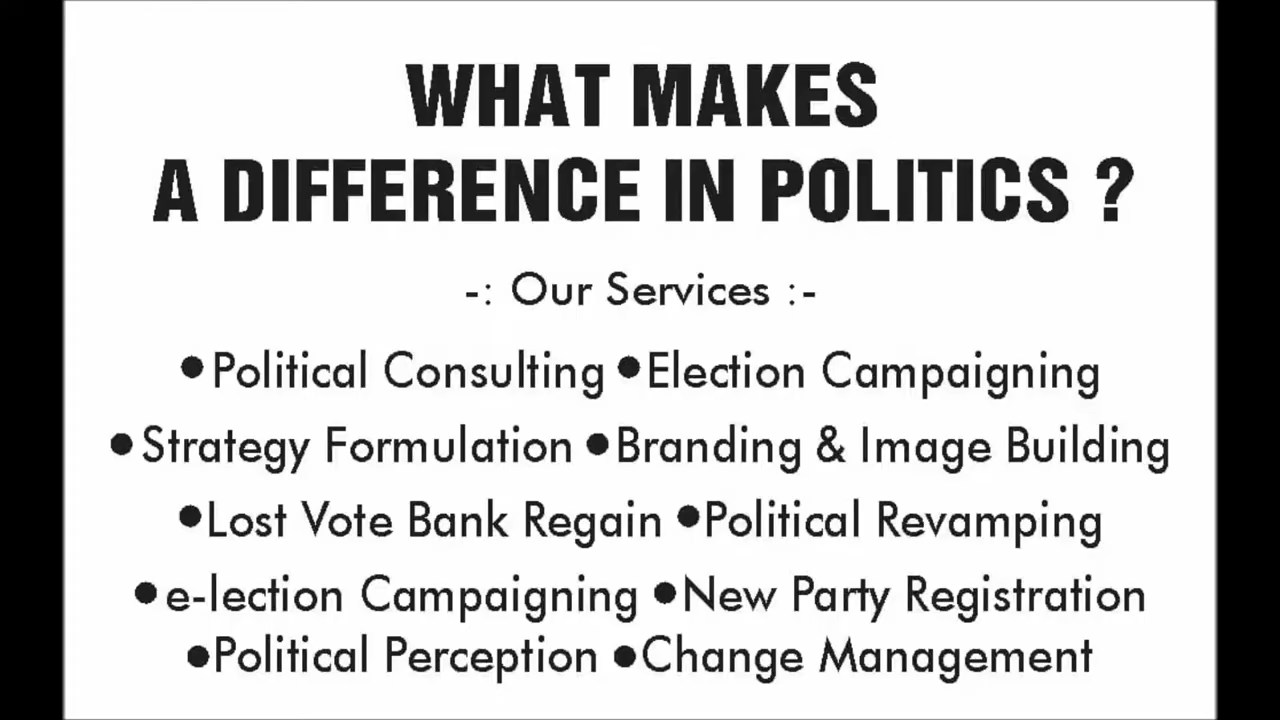 WHAT MAKES
A DIFFERENCE IN POLITICS ?
-: Our Services :-
•Political Consulting •Election Campaigning
•Strategy Formulation •Branding & Image Building
•Lost Vote Bank Regain •Political Revamping
•e-lection Campaigning •New Party Registration
•Political Perception •Change Management